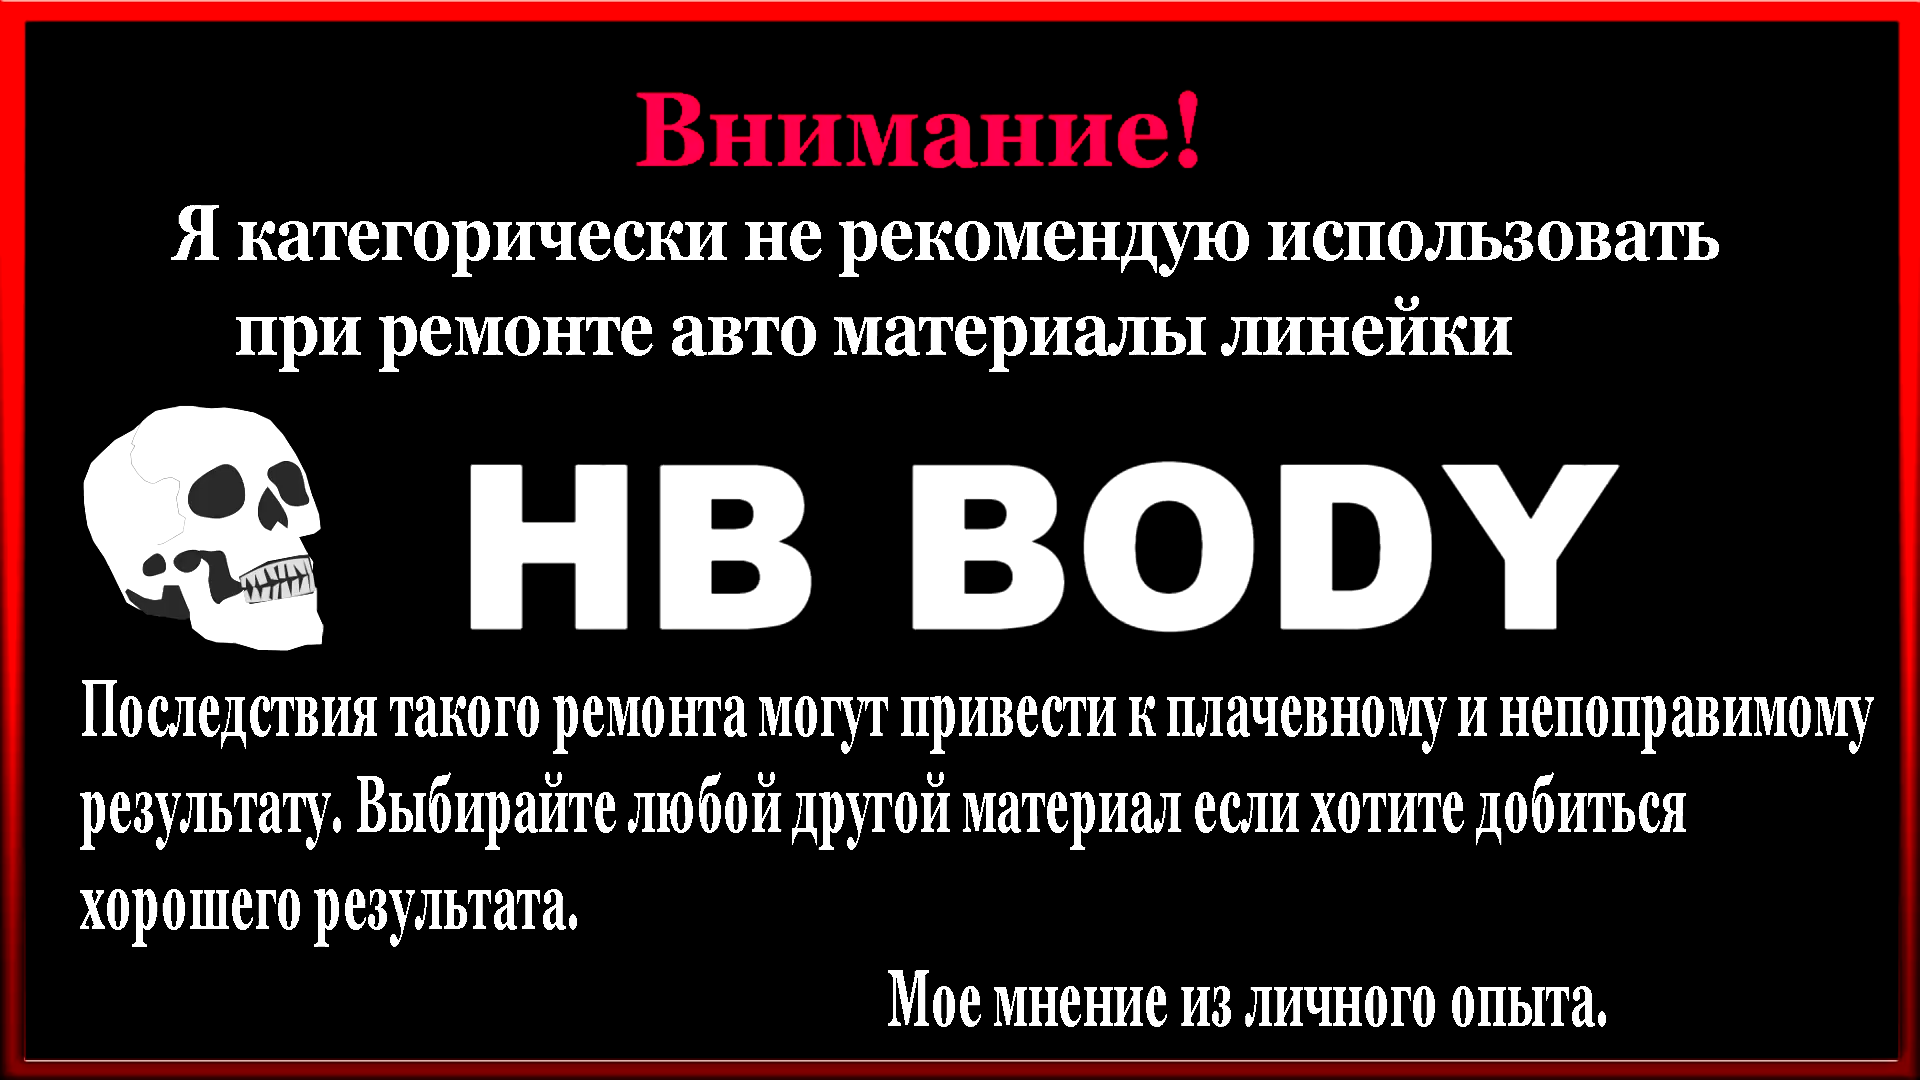 Внимание!
Я категорически не рекомендую использовать
при ремонте авто материалы линейки
HB BODY
Последствия такого ремонта могут привести к плачевному и непоправимому
результату. Выбирайте любой другой материал если хотите добиться
хорошего результата.
Мое мнение из личного опыта.